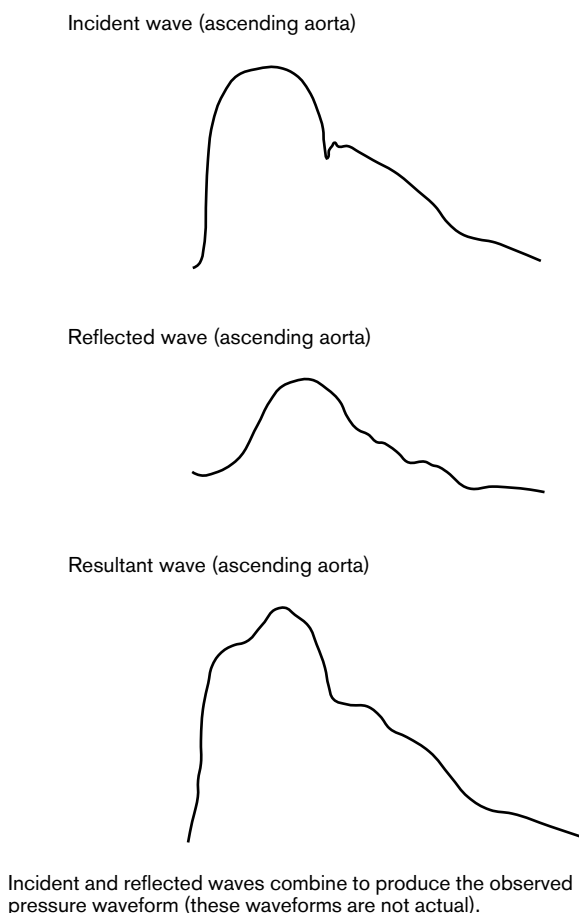 Incident wave (ascending aorta)
Reflected wave (ascending aorta)
Resultant wave (ascending aorta)
Incident and reflected waves combine to produce the observed
pressure waveform (these waveforms are not actual).